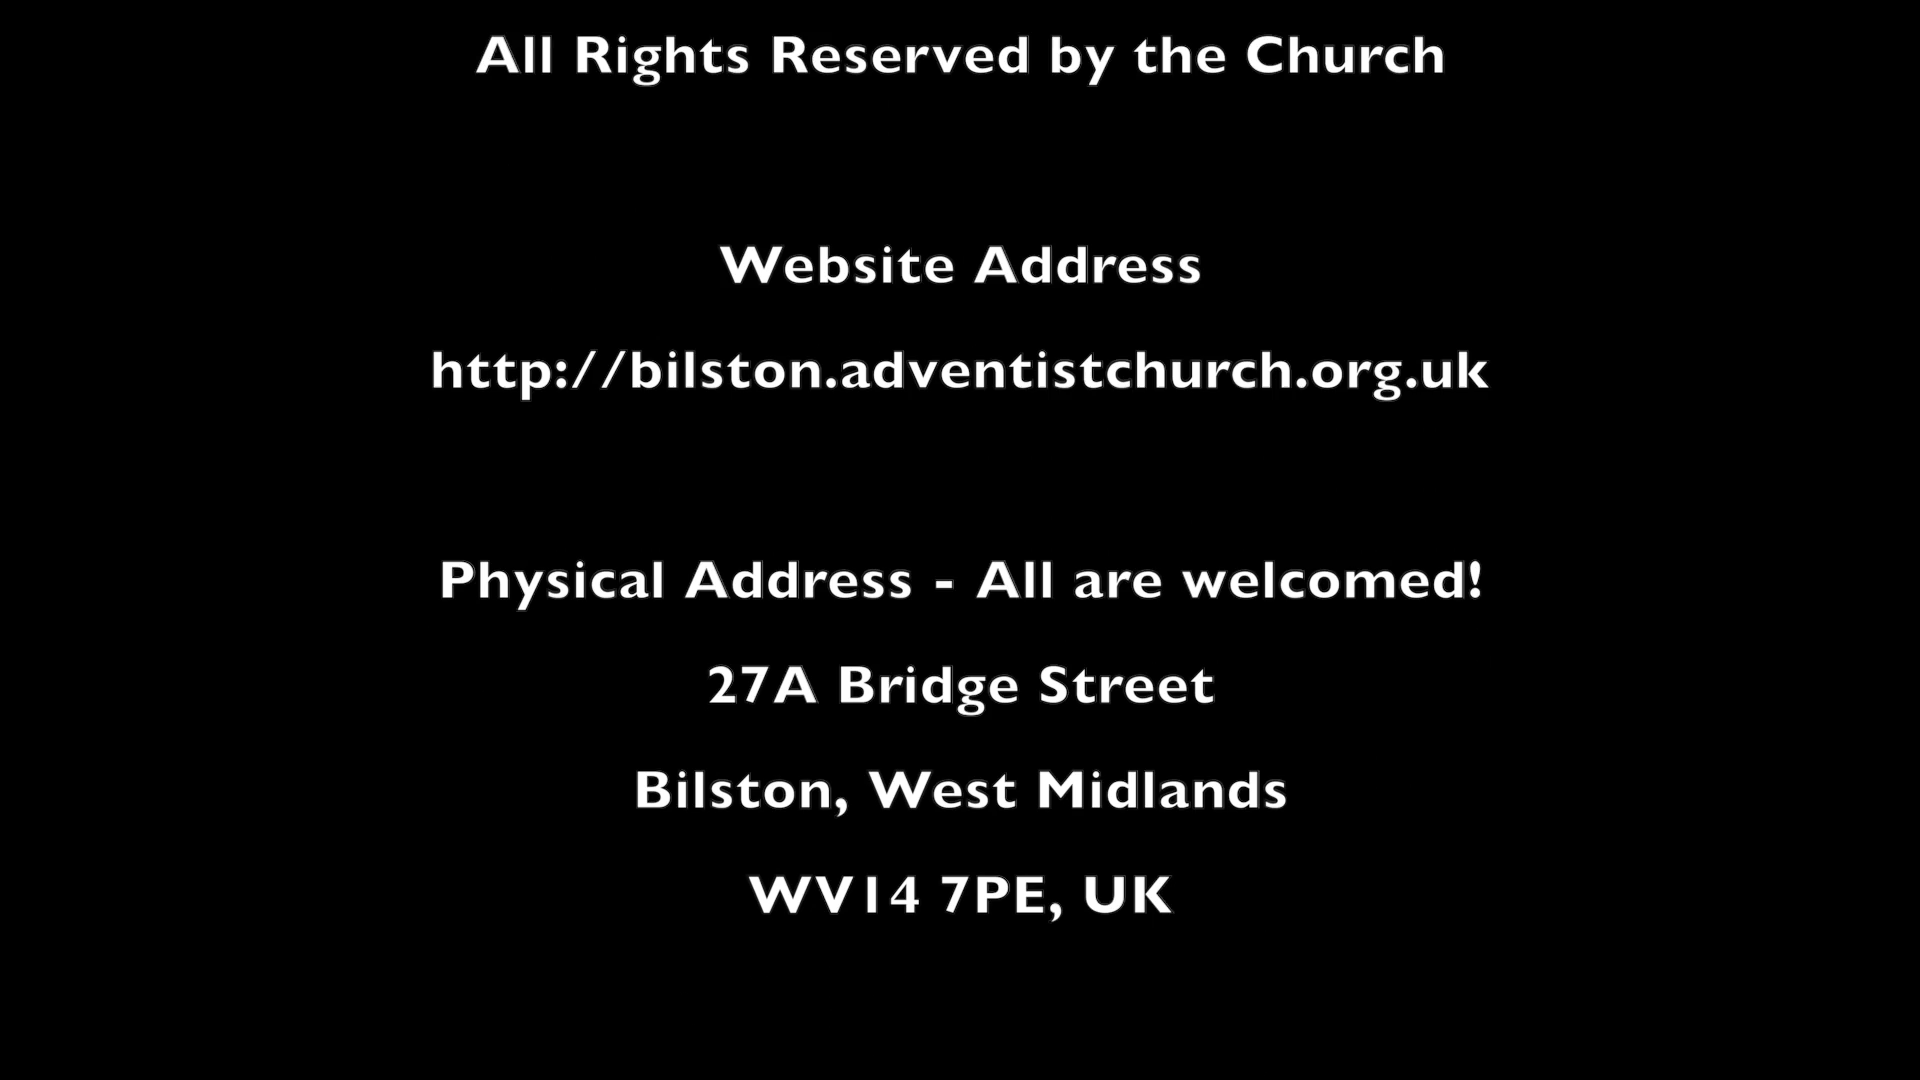 All Rights Reserved by the Church
Website Address
http://bilston.adventistchurch.org.uk
Physical Address - All are welcomed!
27A Bridge Street
Bilston, West Midlands
WV14 7PE, UK